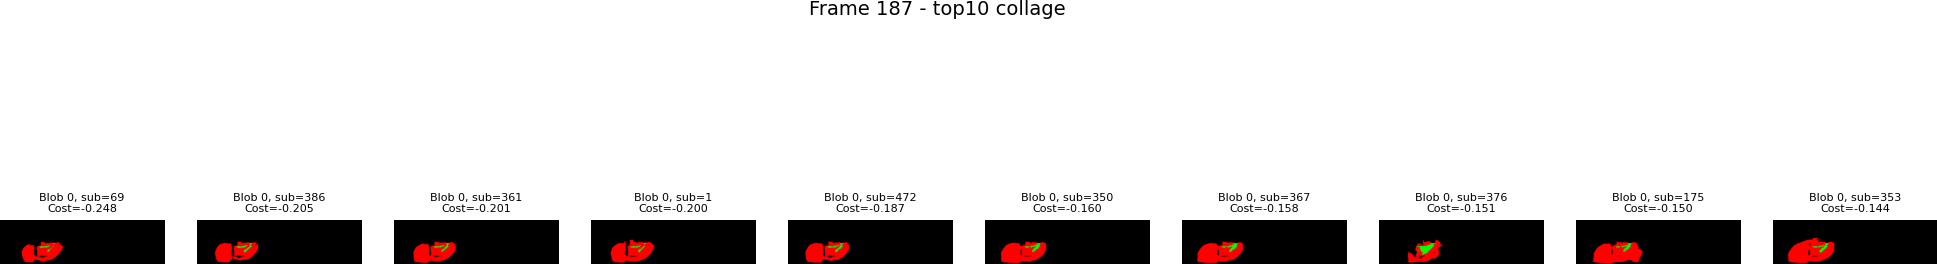 Frame 187 - top10 collage
Blob 0, sub=69
Cost=-0.248
Blob 0, sub=386
Cost=-0.205
Blob 0, sub=361
Cost=-0.201
Blob 0, sub=1
Cost=-0.200
Blob 0, sub=472
Cost=-0.187
Blob 0, sub=350
Cost=-0.160
Blob 0, sub=367
Cost=-0.158
Blob 0, sub=376
Cost=-0.151
Blob 0, sub=175
Cost=-0.150
Blob 0, sub=353
Cost=-0.144